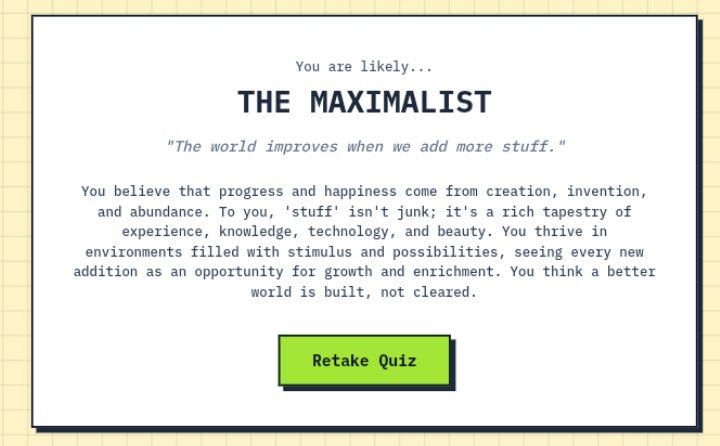 You are likely...
THE MAXIMALIST
"The world improves when we add more stuff."
You believe that progress and happiness come from creation, invention,
and abundance. To you, 'stuff' isn't junk; it's a rich tapestry of
experience, knowledge, technology, and beauty. You thrive in
environments filled with stimulus and possibilities, seeing every new
addition as an opportunity for growth and enrichment. You think a better
world is built, not cleared.
Retake Quiz